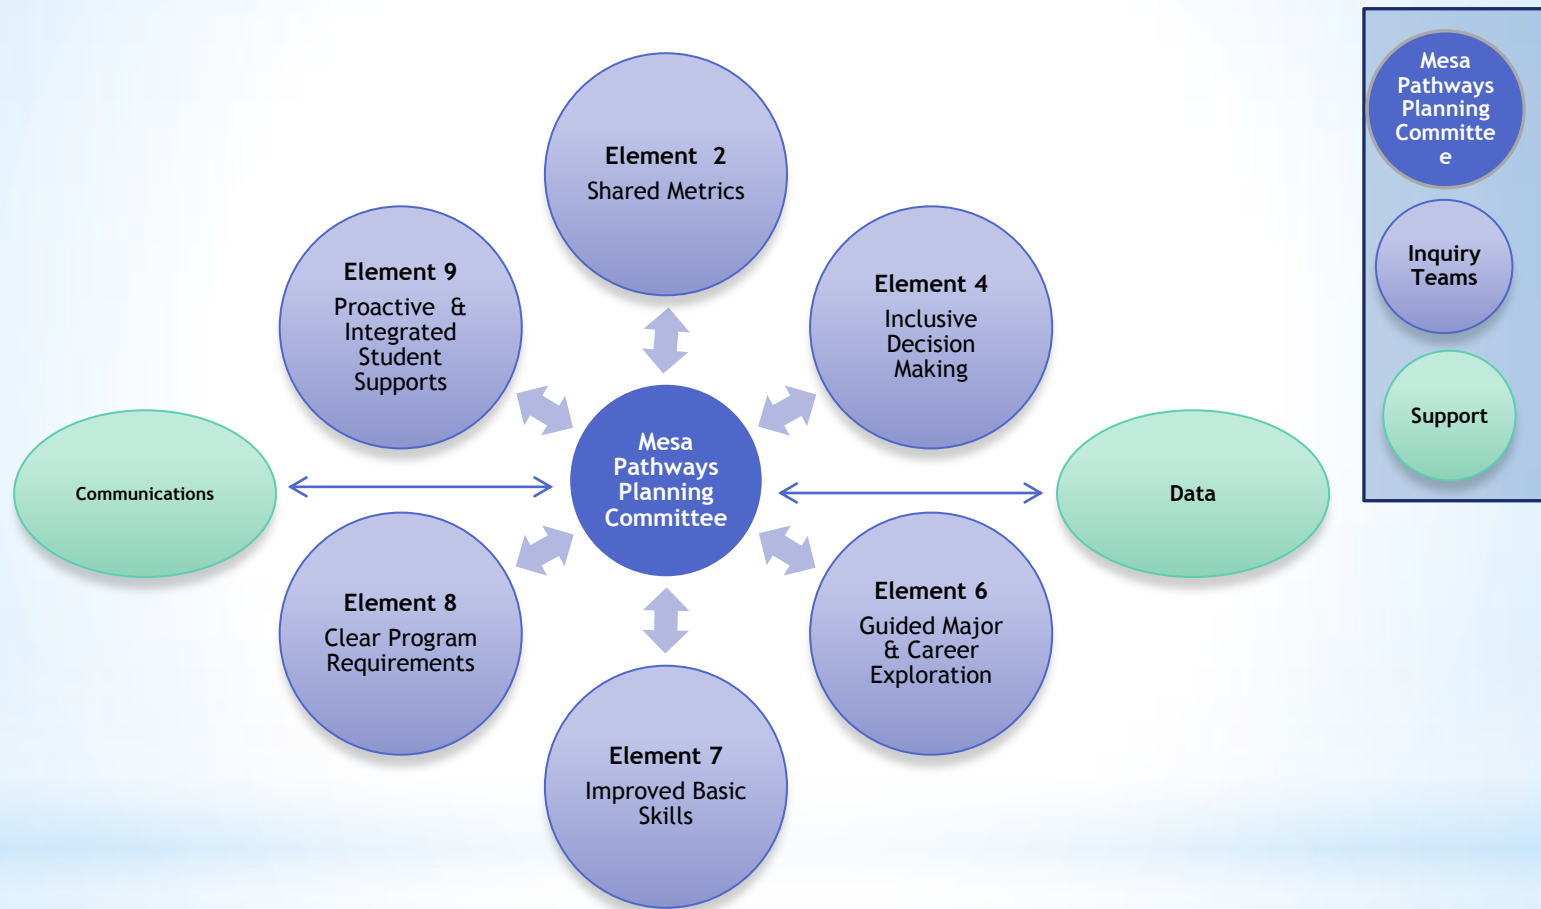 Element  2
Shared Metrics
Element 9
Proactive  &
Integrated
Student
Supports
Element 4
Inclusive
Decision
Making
Communications
Mesa
Pathways
Planning
Committee
Data
Element 8
Clear Program
Requirements
Element 6
Guided Major
& Career
Exploration
Element 7
Improved Basic
Skills
Mesa
Pathways
Planning
Committe
e
Inquiry
Teams
Support